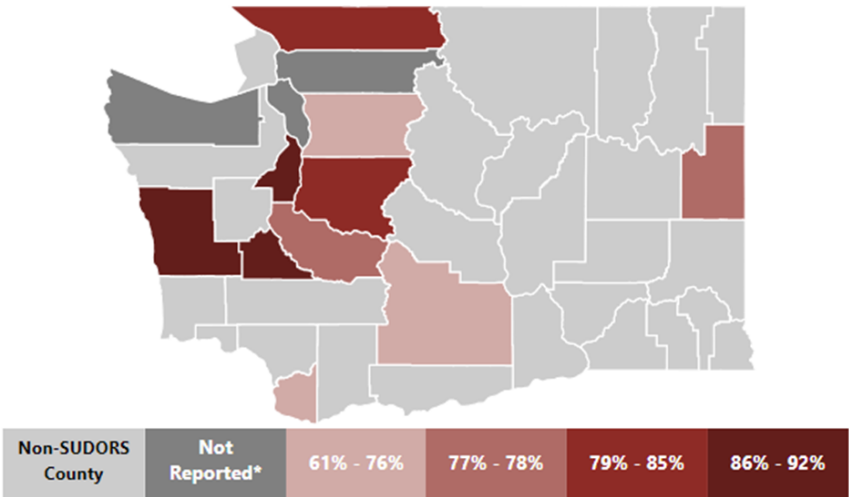 Non-SUDORS
County
Not
Reported*
61% - 76%
77% - 78%
79% - 85%
86% - 92%